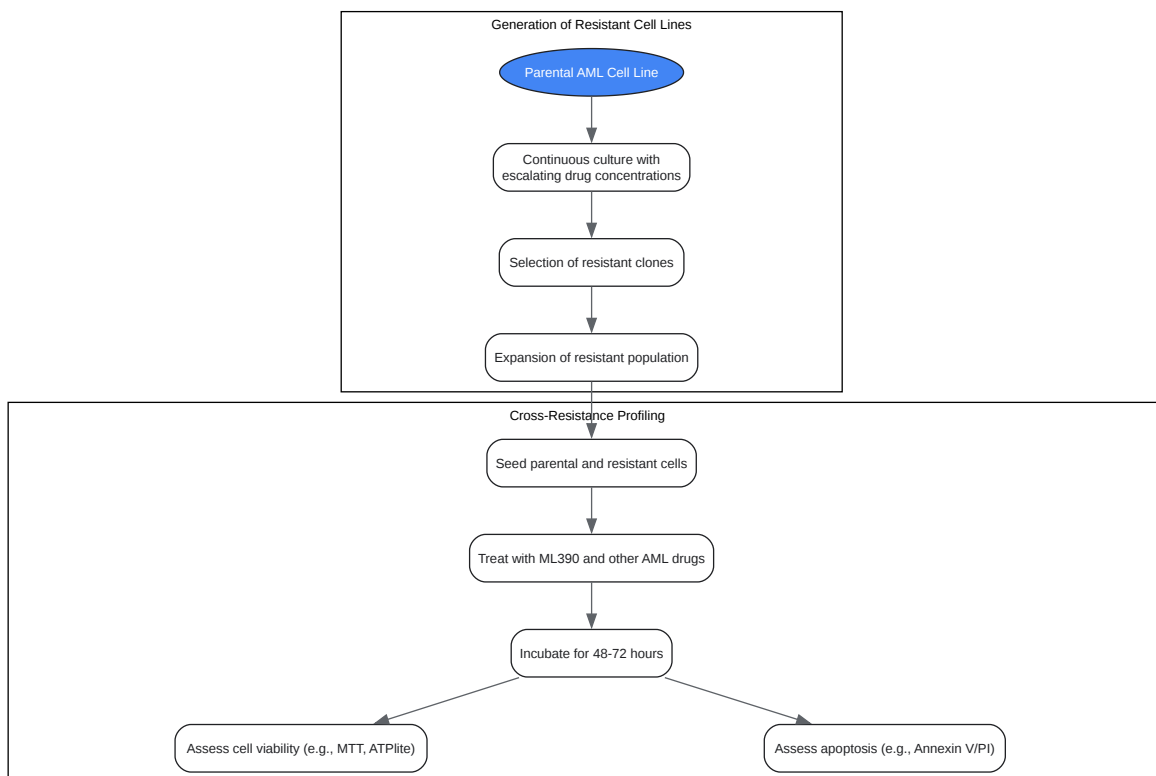 Generation of Resistant Cell Lines
Parental AML Cell Line
Continuous culture with
escalating drug concentrations
Selection of resistant clones
Expansion of resistant population
Cross-Resistance Profiling
Seed parental and resistant cells
Treat with ML390 and other AML drugs
Incubate for 48-72 hours
Assess cell viability (e.g., MTT, ATPlite)
Assess apoptosis (e.g., Annexin V/PI)